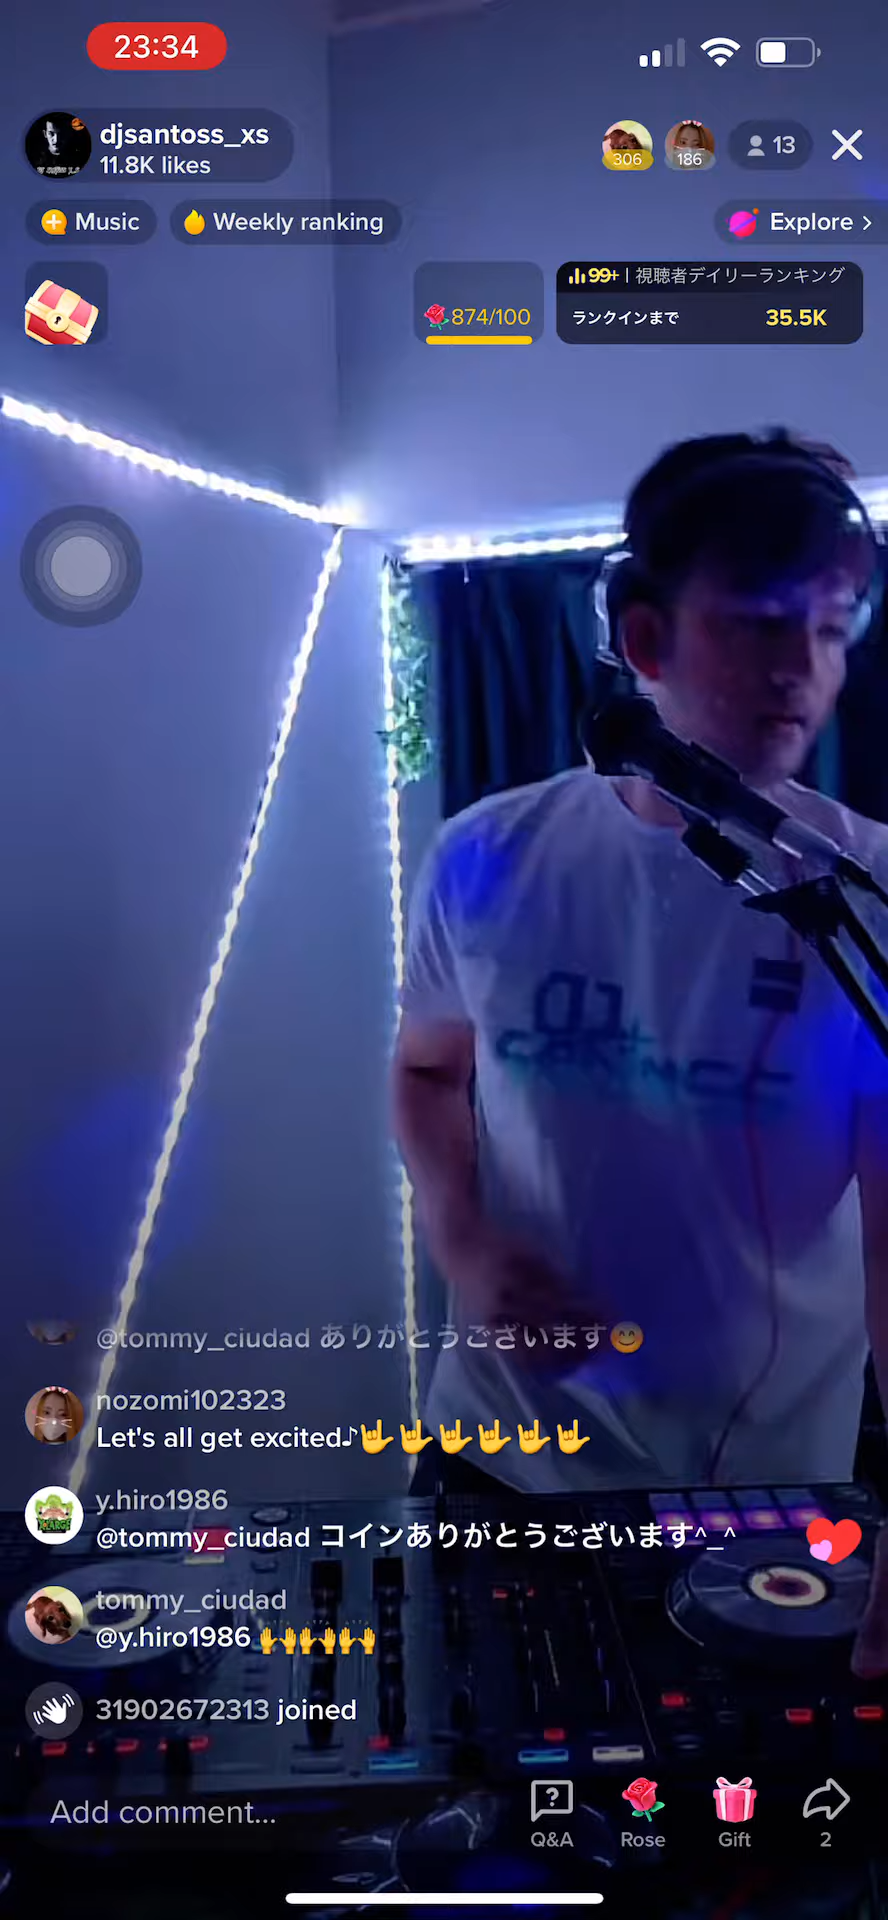 23:34
djsantoss_xs
11.8K likes
306
186
13
Music
Weekly ranking
Explore >
874/100
99+ | 視聴者デイリーランキング
ランクインまで 35.5K
DJ
@tommy_ciudad ありがとうございます😊
nozomi102323
Let's all get excited♪🤟🤟🤟🤟🤟🤟
y.hiro1986
@tommy_ciudad コインありがとうございます^_^
tommy_ciudad
@y.hiro1986 🙌🙌🙌
31902672313 joined
Add comment...
Q&A
Rose
Gift
2